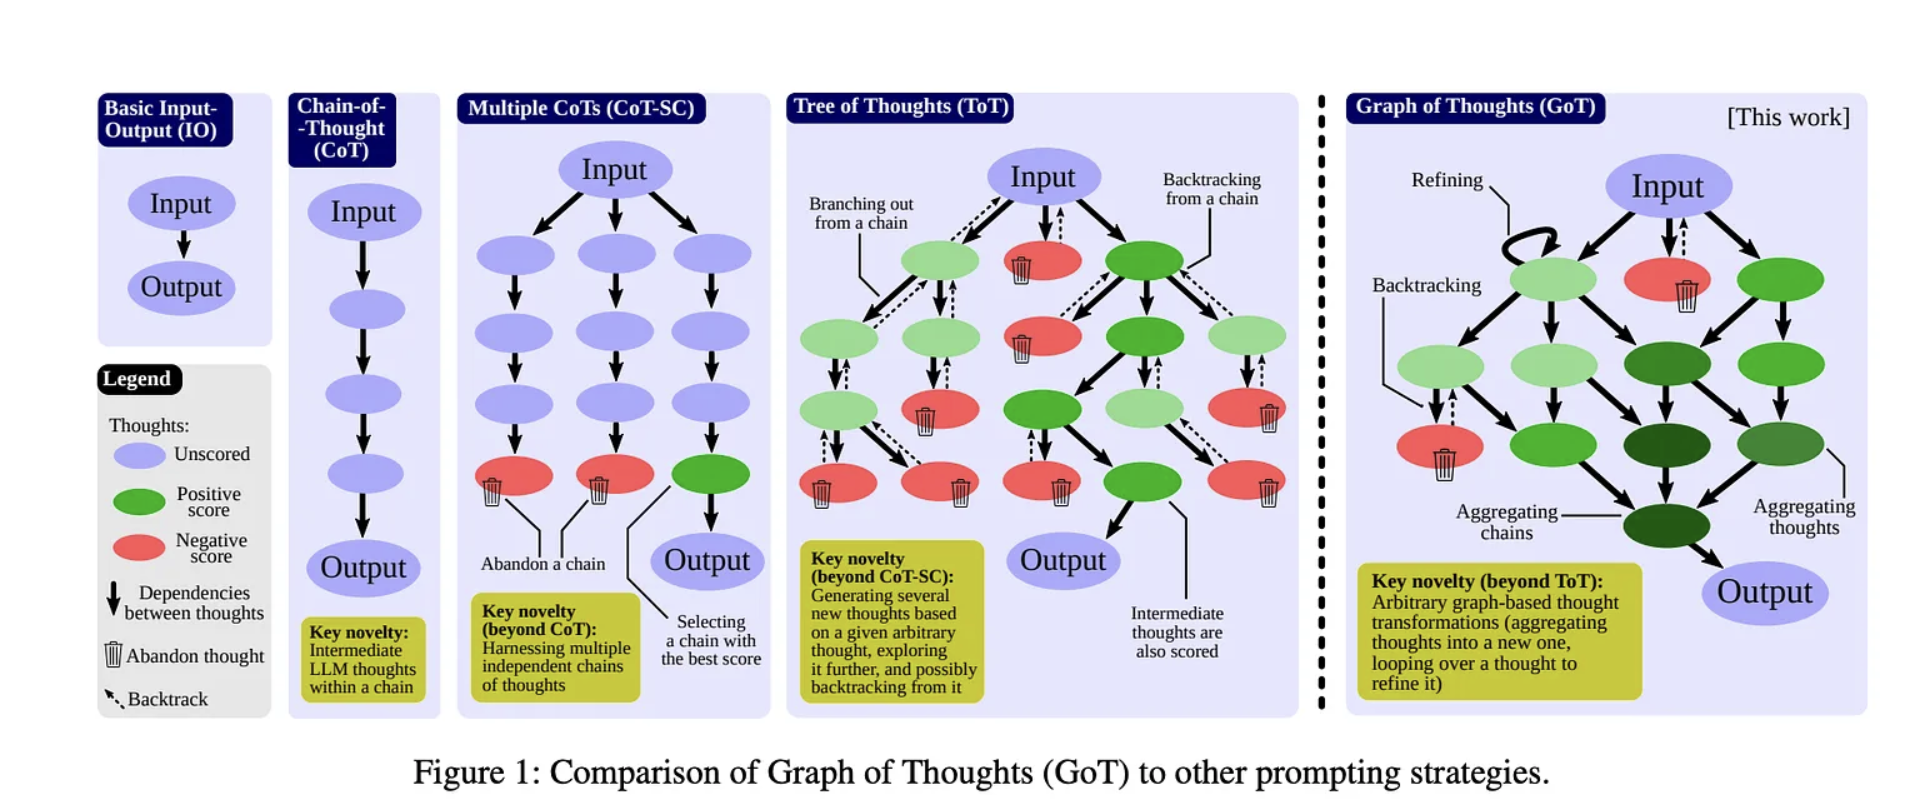 Basic Input-
Output (IO)
Input
Output
Legend
Thoughts:
Unscored
Positive
score
Negative
score
Dependencies
between thoughts
Abandon thought
Backtrack
Chain-of-
-Thought
(CoT)
Input
Output
Key novelty:
Intermediate
LLM thoughts
within a chain
Multiple CoTs (CoT-SC)
Input
Abandon a chain
Output
Key novelty
(beyond CoT):
Harnessing multiple
independent chains
of thoughts
Selecting
a chain with
the best score
Tree of Thoughts (ToT)
Input
Branching out
from a chain
Backtracking
from a chain
Output
Key novelty
(beyond CoT-SC):
Generating several
new thoughts based
on a given arbitrary
thought, exploring
it further, and possibly
backtracking from it
Intermediate
thoughts are
also scored
Graph of Thoughts (GoT)
[This work]
Refining
Input
Backtracking
Aggregating
chains
Aggregating
thoughts
Output
Key novelty (beyond ToT):
Arbitrary graph-based thought
transformations (aggregating
thoughts into a new one,
looping over a thought to
refine it)
Figure 1: Comparison of Graph of Thoughts (GoT) to other prompting strategies.